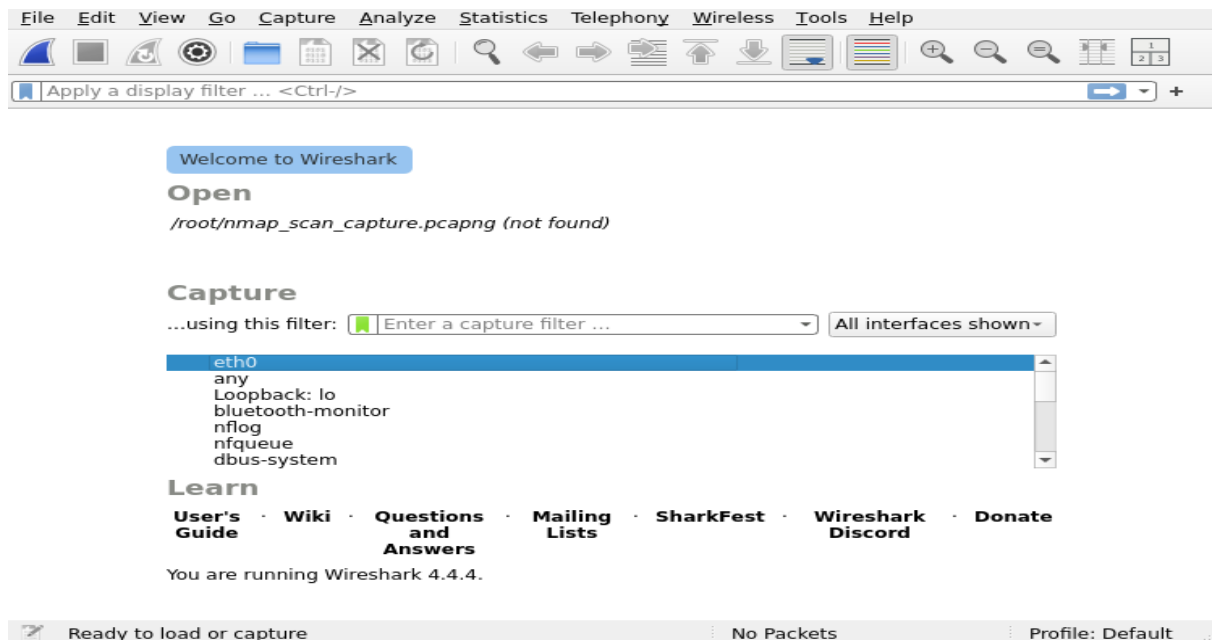 File Edit View Go Capture Analyze Statistics Telephony Wireless Tools Help
1
2 3
Apply a display filter ... <Ctrl-/>
+
Welcome to Wireshark
Open
/root/nmap_scan_capture.pcapng (not found)
Capture
...using this filter: Enter a capture filter ... All interfaces shown
eth0
any
Loopback: lo
bluetooth-monitor
nflog
nfqueue
dbus-system
Learn
User's Guide · Wiki · Questions and Answers · Mailing Lists · SharkFest · Wireshark Discord · Donate
You are running Wireshark 4.4.4.
Ready to load or capture No Packets Profile: Default